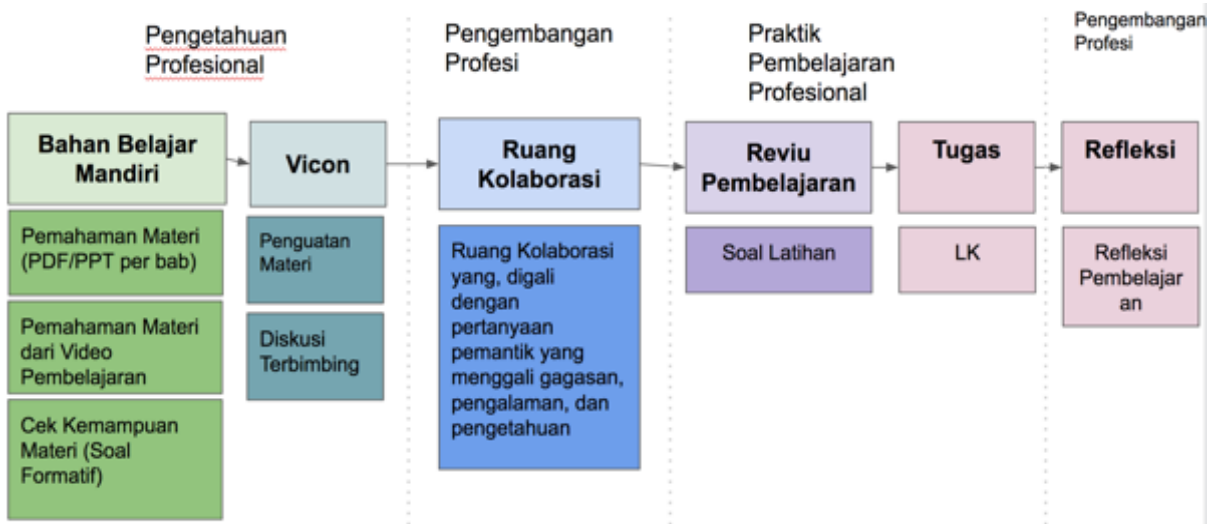 Pengetahuan
Profesional
Pengembangan
Profesi
Praktik
Pembelajaran
Profesional
Pengembangan
Profesi
Bahan Belajar
Mandiri
Vicon
Ruang
Kolaborasi
Reviu
Pembelajaran
Tugas
Refleksi
Pemahaman Materi
(PDF/PPT per bab)
Pemahaman Materi
dari Video
Pembelajaran
Cek Kemampuan
Materi (Soal
Formatif)
Penguatan
Materi
Diskusi
Terbimbing
Ruang Kolaborasi
yang, digali
dengan
pertanyaan
pemantik yang
menggali gagasan,
pengalaman, dan
pengetahuan
Soal Latihan
LK
Refleksi
Pembelajar
an